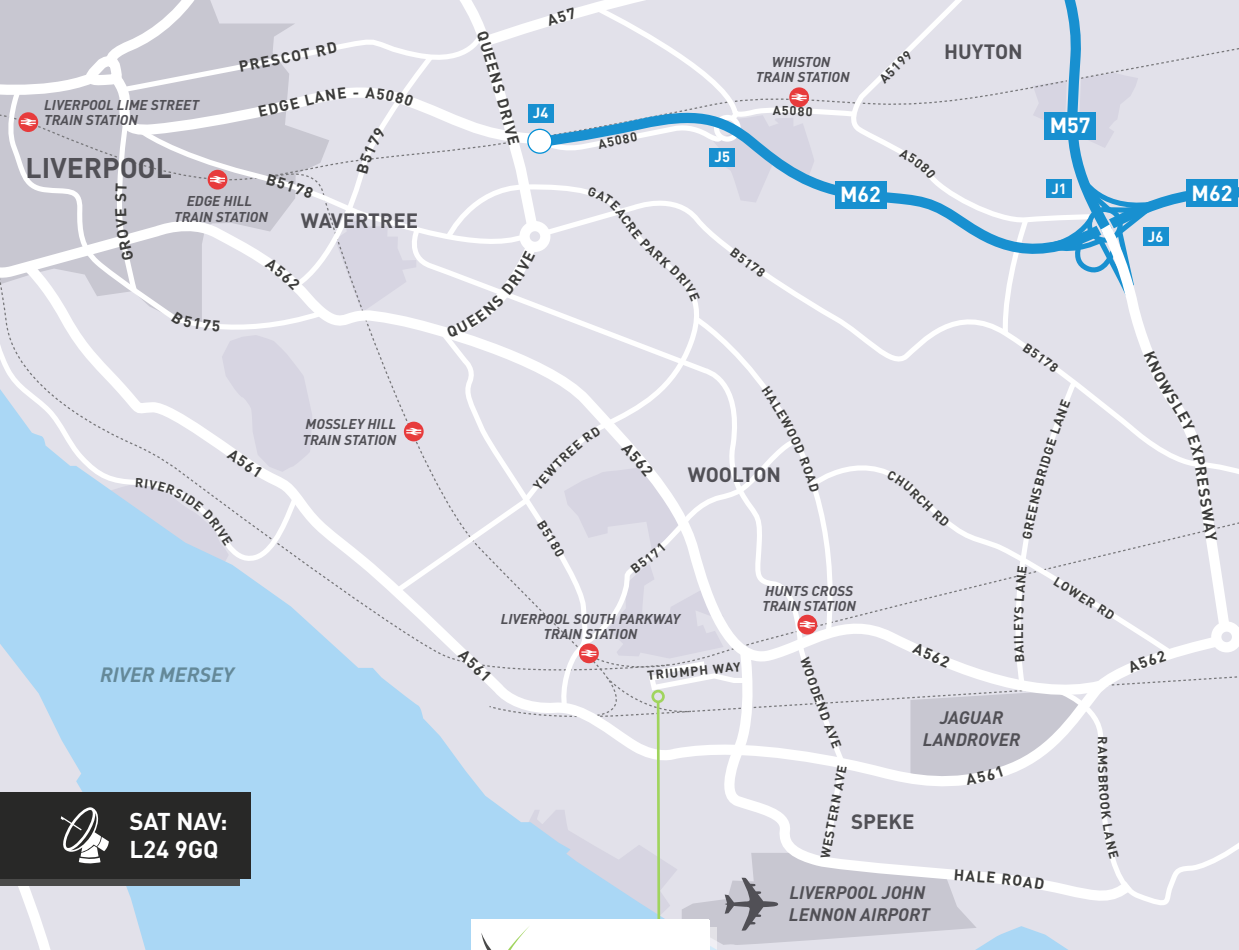 A57
PRESCOT RD
QUEENS DRIVE
HUYTON
WHISTON
TRAIN STATION
A5199
LIVERPOOL LIME STREET
TRAIN STATION
EDGE LANE - A5080
J4
A5080
M57
A5080
B5179
J5
A5080
LIVERPOOL
B5178
M62
J1
M62
EDGE HILL
TRAIN STATION
GROVE ST
WAVERTREE
GATEACRE PARK DRIVE
J6
A562
B5178
QUEENS DRIVE
B5175
B5178
KNOWSLEY EXPRESSWAY
MOSSLEY HILL
TRAIN STATION
HALEWOOD ROAD
GREENSBRIDGE LANE
A561
YEWTREE RD
A562
WOOLTON
CHURCH RD
RIVERSIDE DRIVE
B5180
B5171
HUNTS CROSS
TRAIN STATION
BAILEYS LANE
LOWER RD
LIVERPOOL SOUTH PARKWAY
TRAIN STATION
RIVER MERSEY
A561
TRIUMPH WAY
WOODEND AVE
A562
A562
JAGUAR
LANDROVER
A561
RAMSBROOK LANE
WESTERN AVE
SPEKE
SAT NAV:
L24 9GQ
HALE ROAD
LIVERPOOL JOHN
LENNON AIRPORT